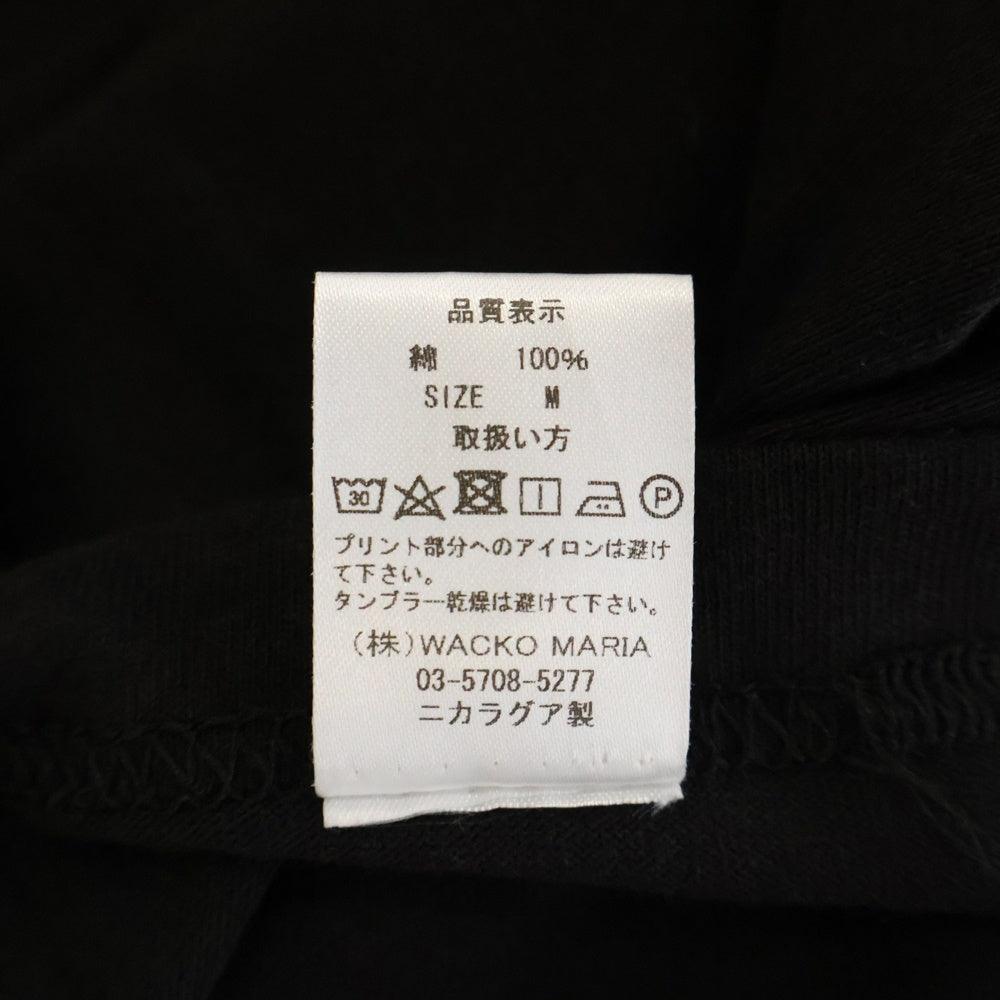 品質表示
綿 100%
SIZE M
取扱い方
30 P
プリント部分へのアイロンは避け
て下さい。
タンブラー乾燥は避けて下さい。
(株)WACKO MARIA
03-5708-5277
ニカラグア製